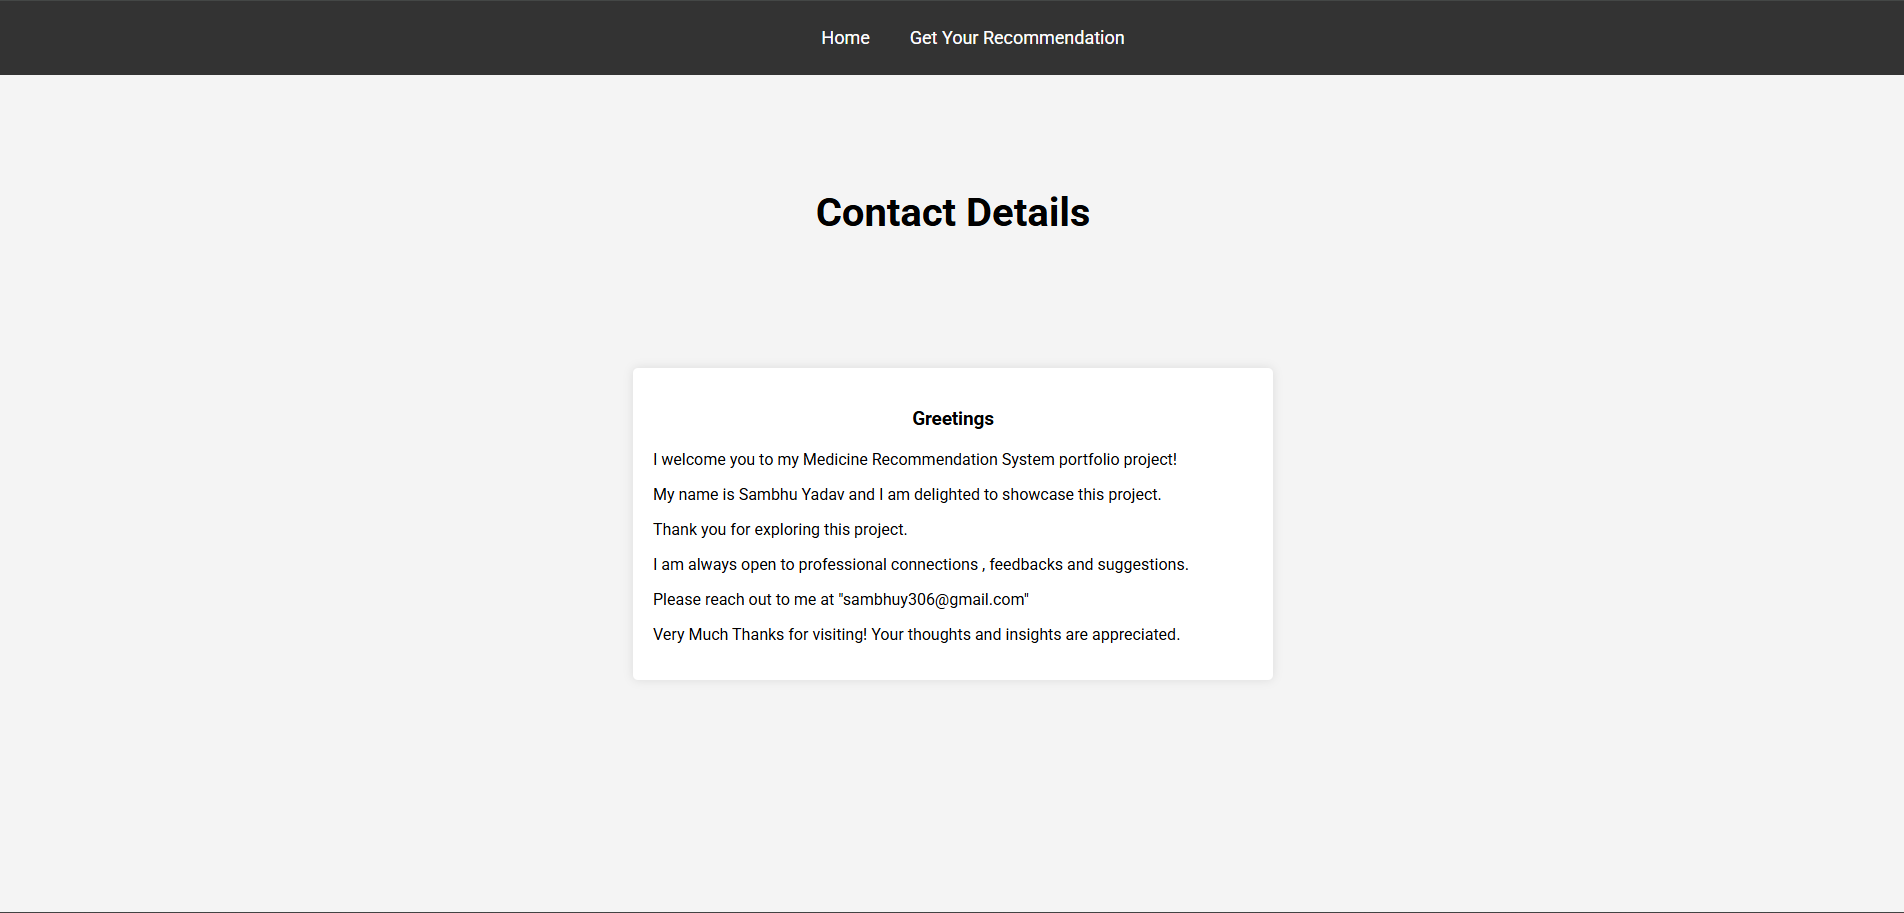 Home Get Your Recommendation
Contact Details
Greetings
I welcome you to my Medicine Recommendation System portfolio project!
My name is Sambhu Yadav and I am delighted to showcase this project.
Thank you for exploring this project.
I am always open to professional connections , feedbacks and suggestions.
Please reach out to me at "sambhuy306@gmail.com"
Very Much Thanks for visiting! Your thoughts and insights are appreciated.